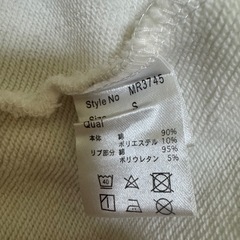 Style No MR3745
Size S
Qual
本体 綿 90%
ポリエステル 10%
リブ部分 綿 95%
ポリウレタン 5%
40